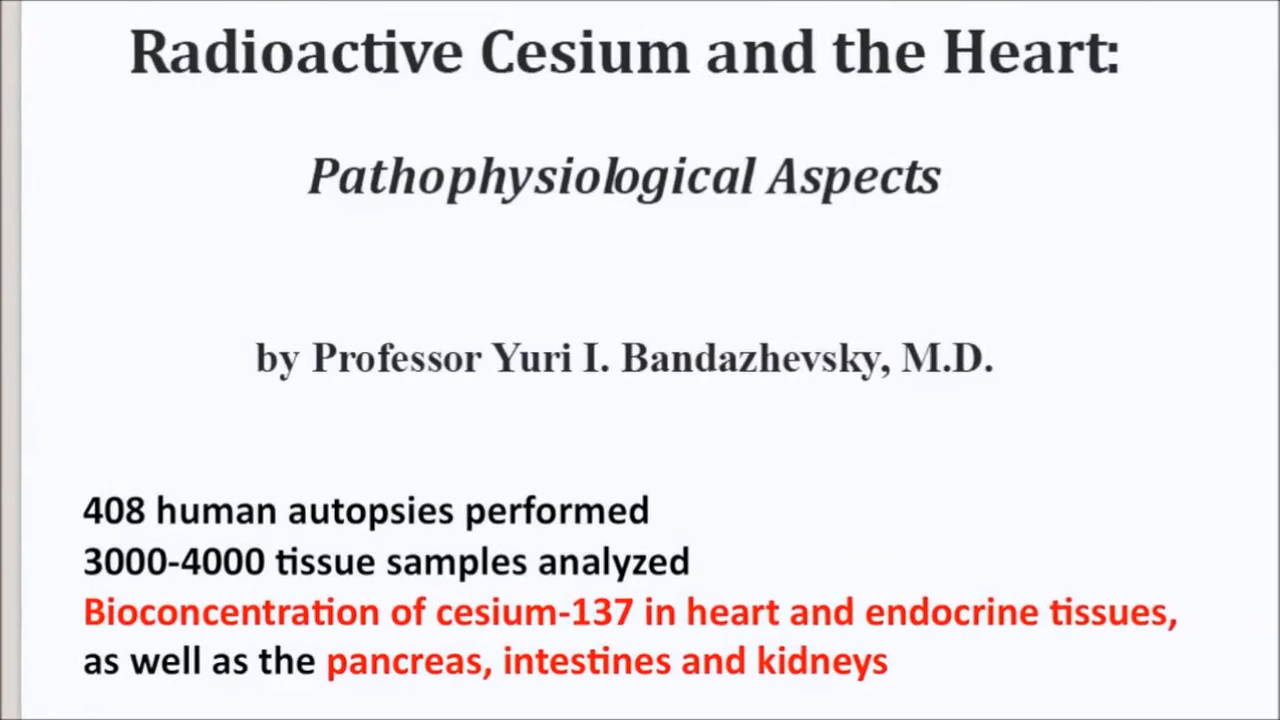 Radioactive Cesium and the Heart:
Pathophysiological Aspects
by Professor Yuri I. Bandazhevsky, M.D.
408 human autopsies performed
3000-4000 tissue samples analyzed
Bioconcentration of cesium-137 in heart and endocrine tissues,
as well as the pancreas, intestines and kidneys